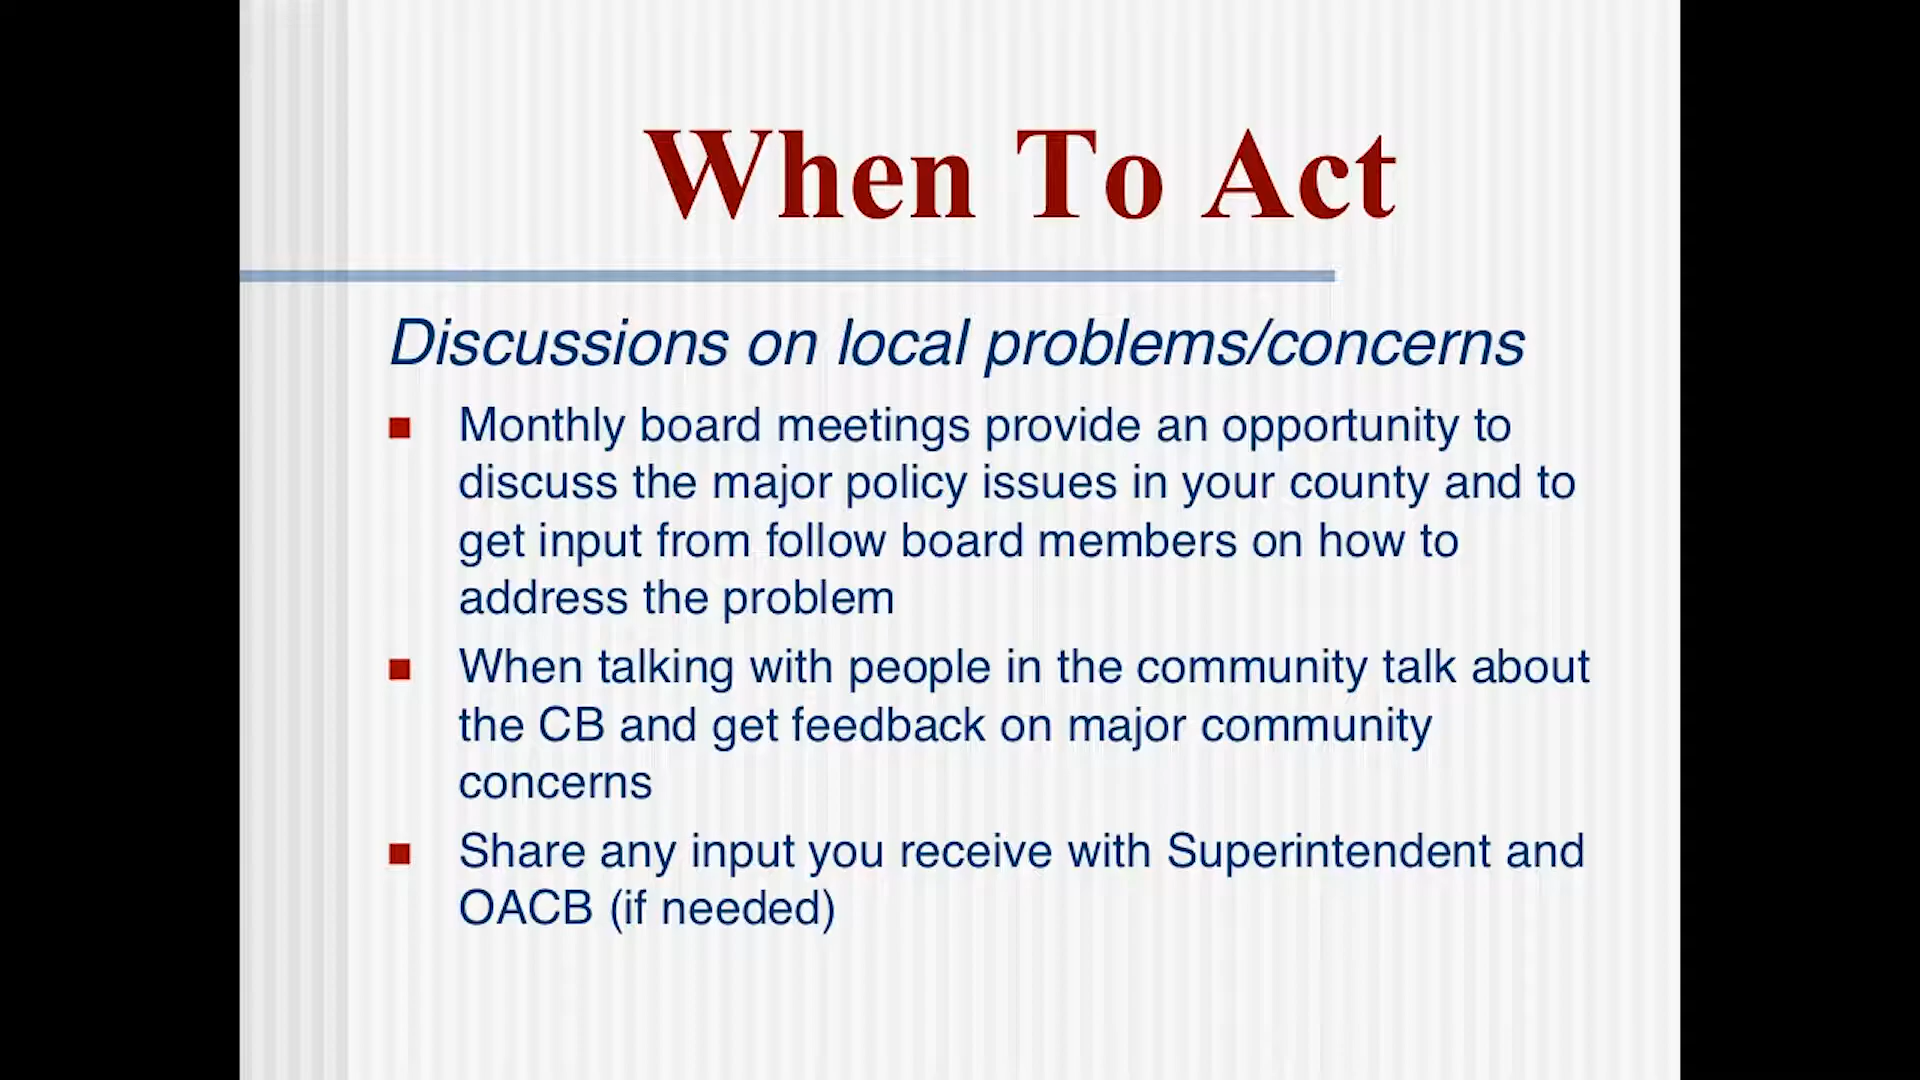 When To Act
Discussions on local problems/concerns
Monthly board meetings provide an opportunity to
discuss the major policy issues in your county and to
get input from follow board members on how to
address the problem
When talking with people in the community talk about
the CB and get feedback on major community
concerns
Share any input you receive with Superintendent and
OACB (if needed)